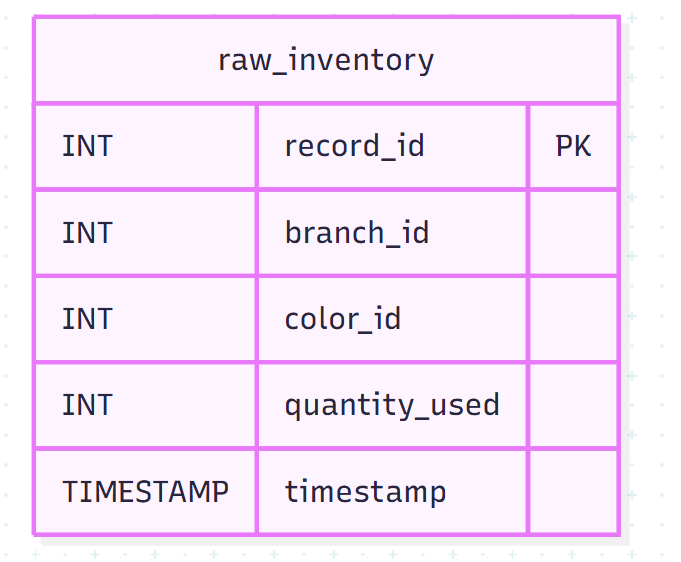 raw_inventory
INT record_id PK
INT branch_id
INT color_id
INT quantity_used
TIMESTAMP timestamp